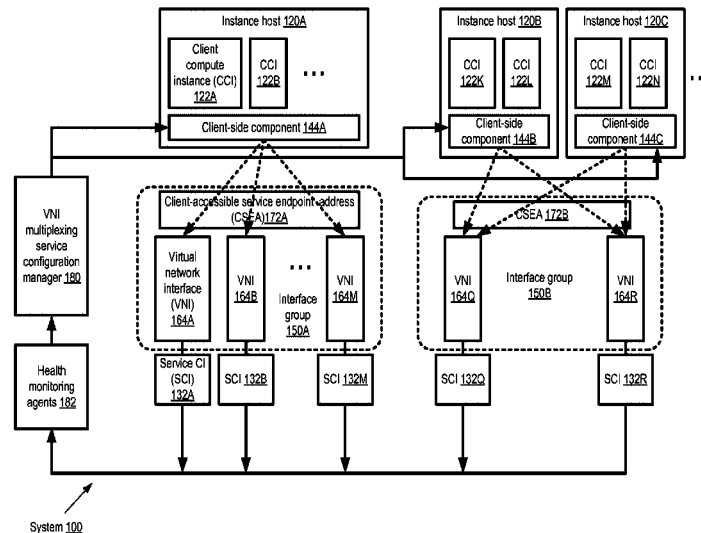 Instance host 120A
Instance host 120B
Instance host 120C
Client
compute
instance (CCI)
122A
CCI
122B
...
CCI
122K
CCI
122L
CCI
122M
CCI
122N
...
Client-side component 144A
Client-side
component 144B
Client-side
component 144C
VNI
multiplexing
service
configuration
manager 180
Client-accessible service endpoint address
(CSEA)172A
CSEA 172B
Virtual
network
interface
(VNI)
164A
VNI
164B
...
Interface
group
150A
VNI
164M
VNI
164Q
Interface group
150B
VNI
164R
Health
monitoring
agents 182
Service CI
(SCI)
132A
SCI 132B
SCI 132M
SCI 132Q
SCI 132R
System 100